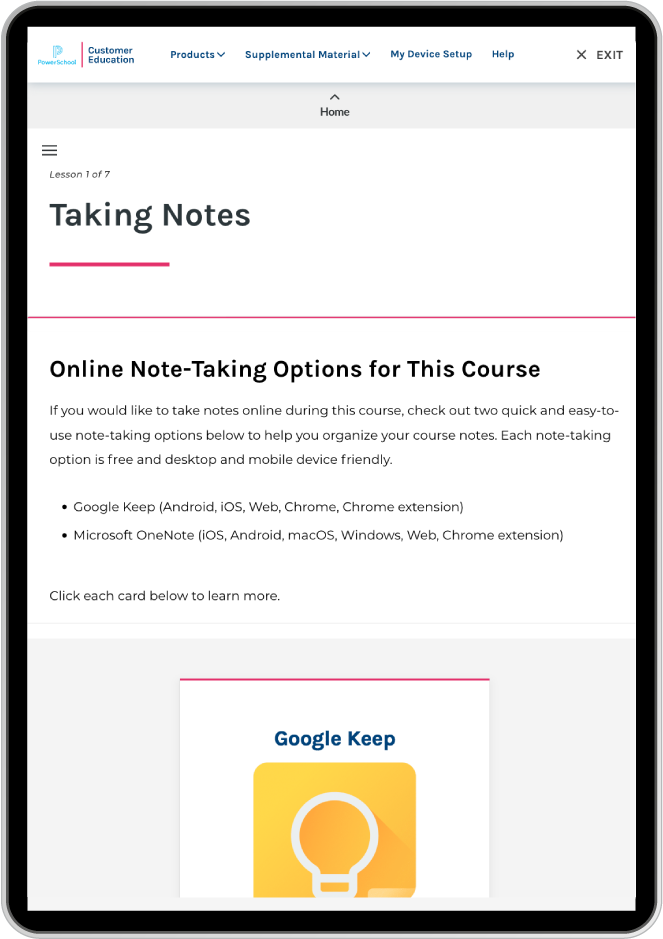 PowerSchool
Customer
Education
Products
Supplemental Material
My Device Setup
Help
EXIT
Home
Lesson 1 of 7
Taking Notes
Online Note-Taking Options for This Course
If you would like to take notes online during this course, check out two quick and easy-to-
use note-taking options below to help you organize your course notes. Each note-taking
option is free and desktop and mobile device friendly.
• Google Keep (Android, iOS, Web, Chrome, Chrome extension)
• Microsoft OneNote (iOS, Android, macOS, Windows, Web, Chrome extension)
Click each card below to learn more.
Google Keep